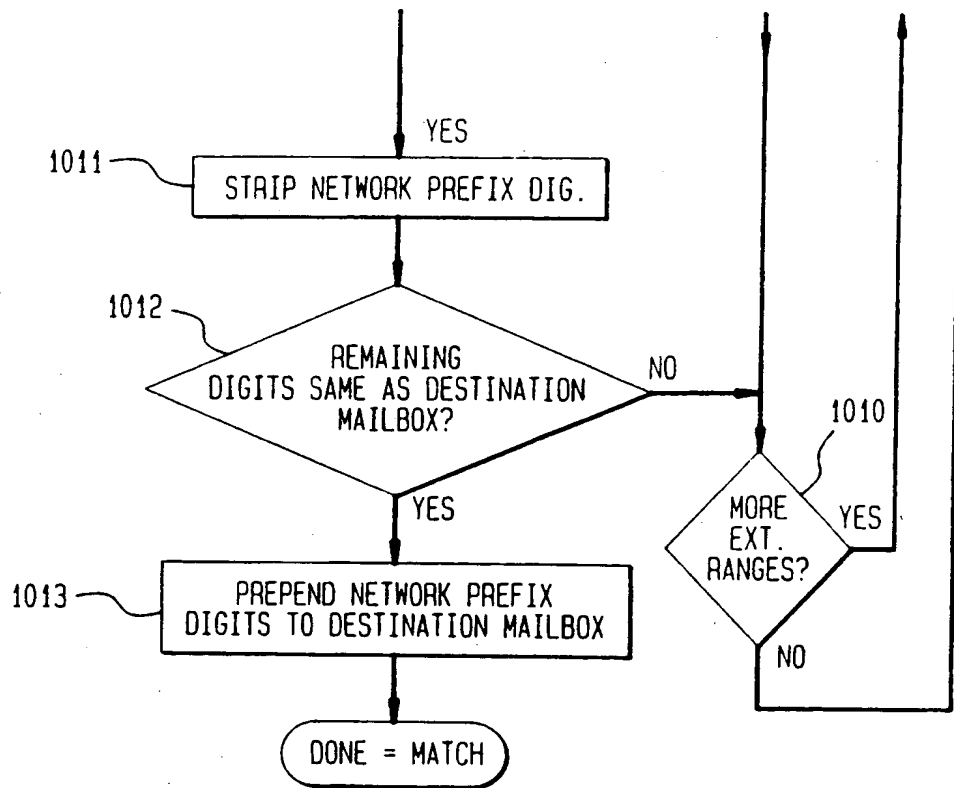 YES
1011
STRIP NETWORK PREFIX DIG.
1012
REMAINING
DIGITS SAME AS DESTINATION
MAILBOX?
NO
YES
1010
MORE
EXT.
RANGES?
YES
NO
1013
PREPEND NETWORK PREFIX
DIGITS TO DESTINATION MAILBOX
DONE = MATCH